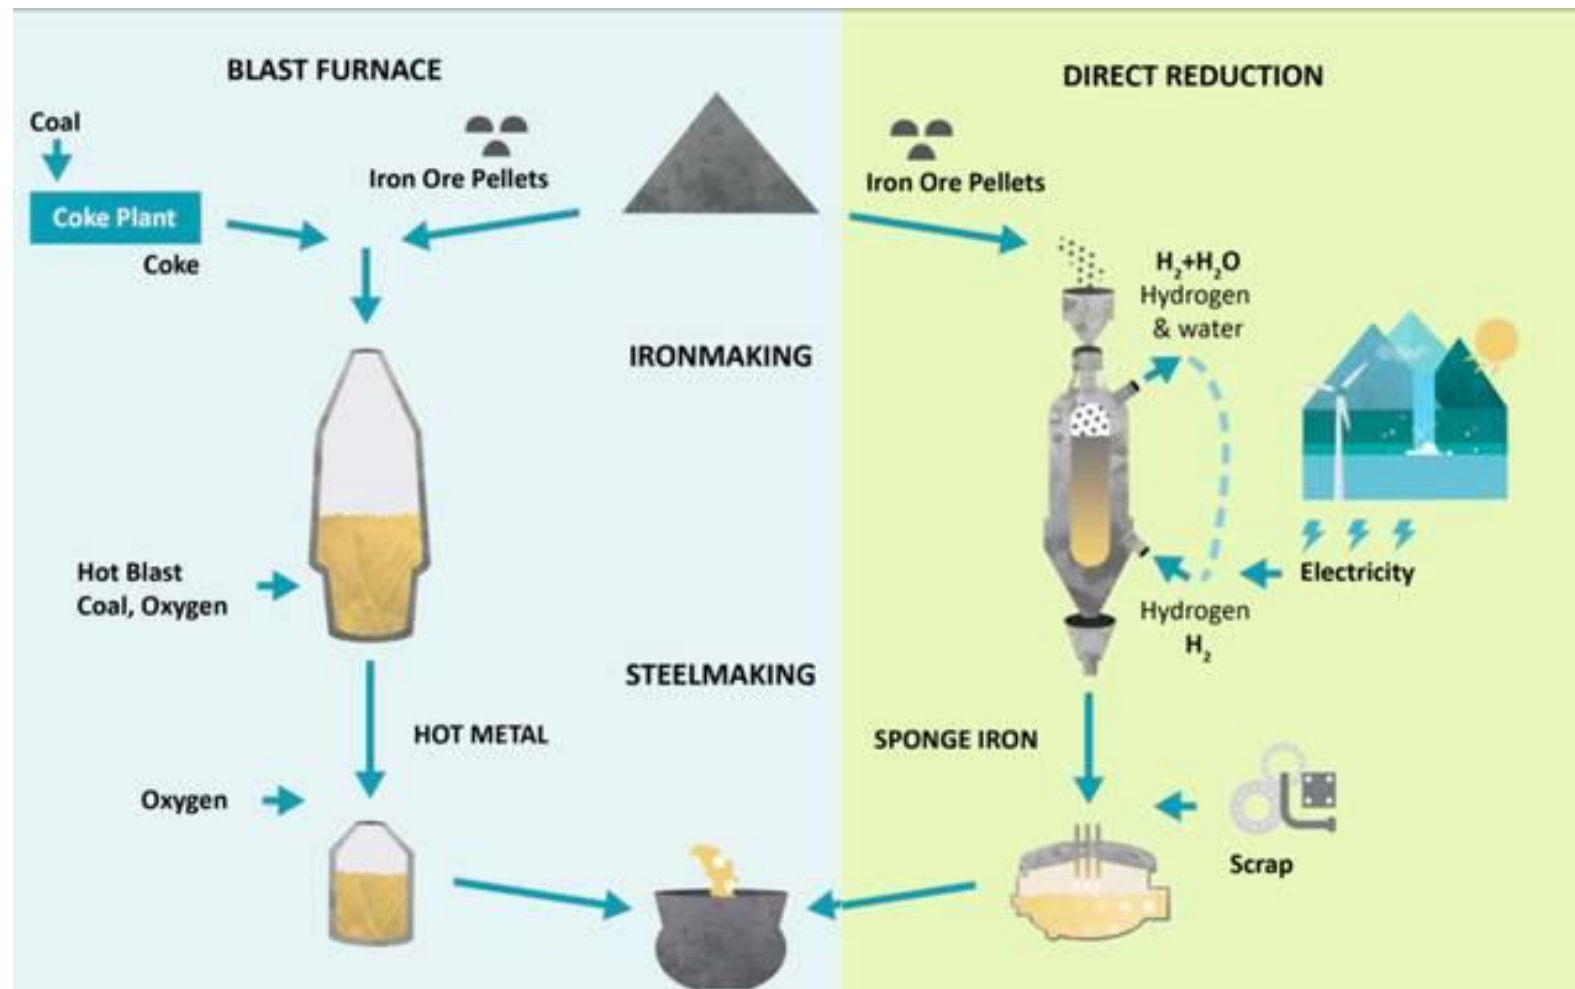 BLAST FURNACE
DIRECT REDUCTION
Coal
Iron Ore Pellets
Iron Ore Pellets
Coke Plant
Coke
H₂+H₂O
Hydrogen
& water
IRONMAKING
Hot Blast
Coal, Oxygen
Electricity
Hydrogen
H₂
STEELMAKING
HOT METAL
SPONGE IRON
Oxygen
Scrap